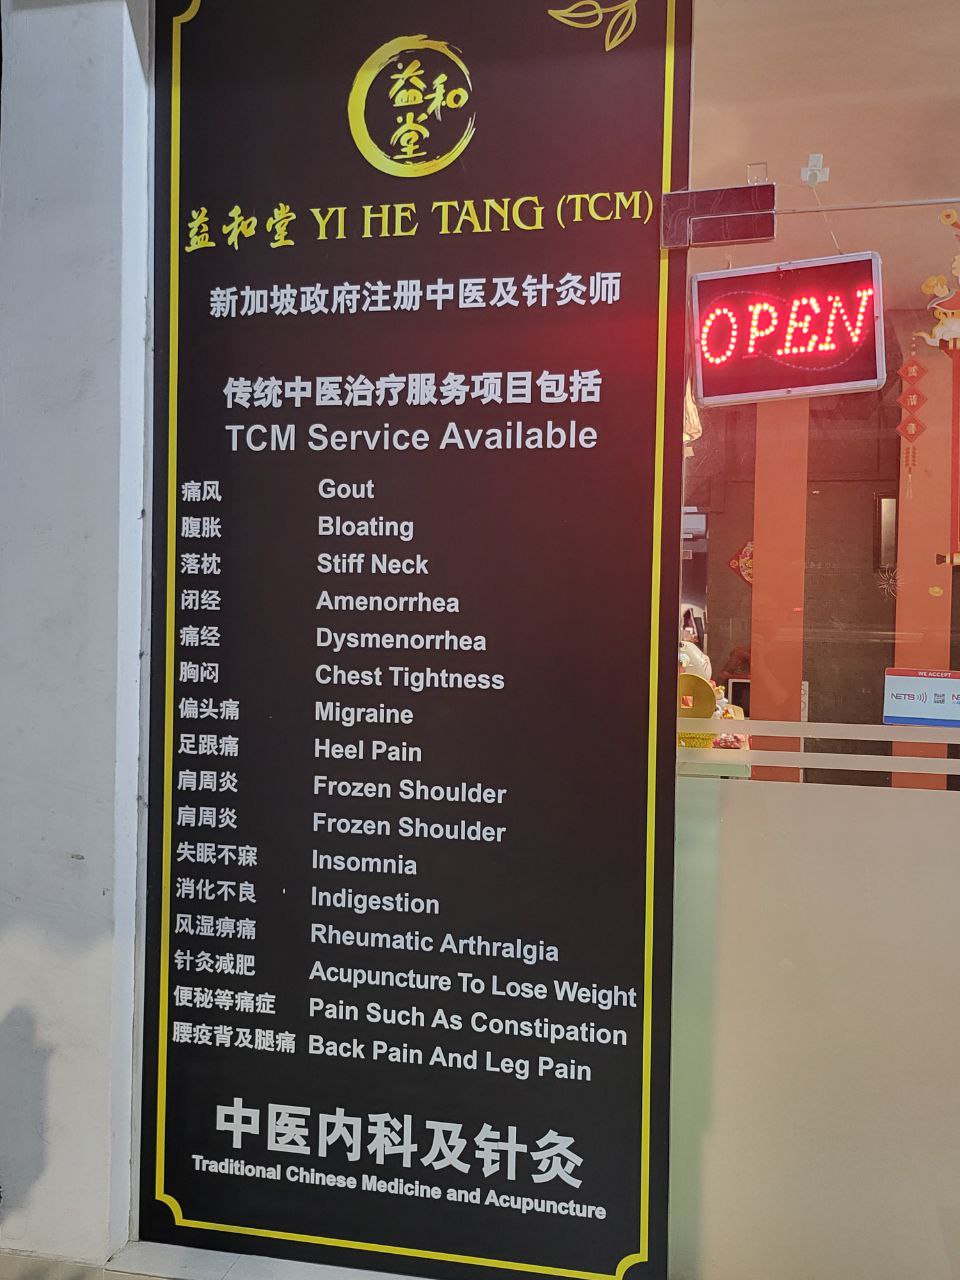 益和堂
益和堂 YI HE TANG (TCM)
新加坡政府注册中医及针灸师
OPEN
传统中医治疗服务项目包括
TCM Service Available
痛风 Gout
腹胀 Bloating
落枕 Stiff Neck
闭经 Amenorrhea
痛经 Dysmenorrhea
胸闷 Chest Tightness
偏头痛 Migraine
足跟痛 Heel Pain
肩周炎 Frozen Shoulder
肩周炎 Frozen Shoulder
失眠不寐 Insomnia
消化不良 Indigestion
风湿痹痛 Rheumatic Arthralgia
针灸减肥 Acupuncture To Lose Weight
便秘等痛症 Pain Such As Constipation
腰疫背及腿痛 Back Pain And Leg Pain
中医内科及针灸
Traditional Chinese Medicine and Acupuncture
WE ACCEPT
NETS